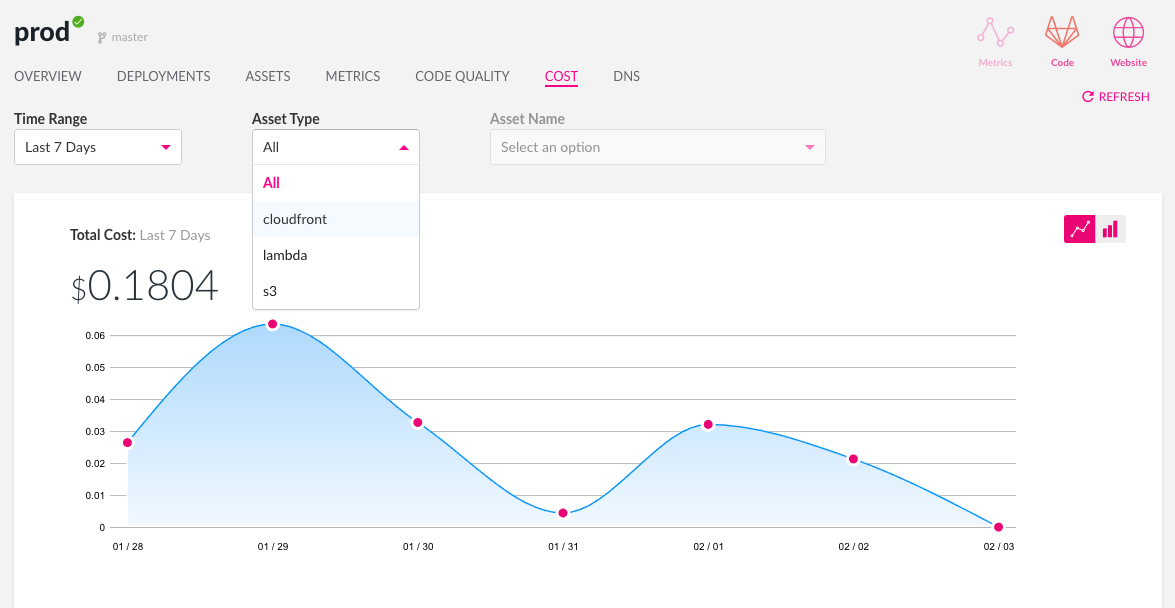 prod
master
Metrics
Code
Website
OVERVIEW
DEPLOYMENTS
ASSETS
METRICS
CODE QUALITY
COST
DNS
REFRESH
Time Range
Last 7 Days
Asset Type
All
All
cloudfront
lambda
s3
Asset Name
Select an option
Total Cost: Last 7 Days
$0.1804
0.06
0.05
0.04
0.03
0.02
0.01
0
01 / 28
01 / 29
01 / 30
01 / 31
02 / 01
02 / 02
02 / 03